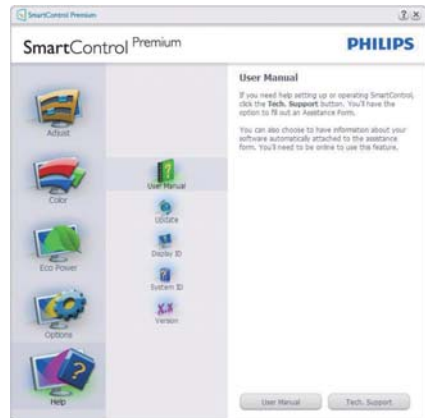 SmartControl Premium
SmartControl Premium
PHILIPS
Adjust
Color
Eco Power
Options
Help
User Manual
Update
Display ID
System ID
Version
User Manual
If you need help setting up or operating SmartControl,
click the Tech. Support button. You'll have the
option to fill out an Assistance Form.
You can also choose to have information about your
software automatically attached to the assistance
form. You'll need to be online to use this feature.
User Manual
Tech. Support